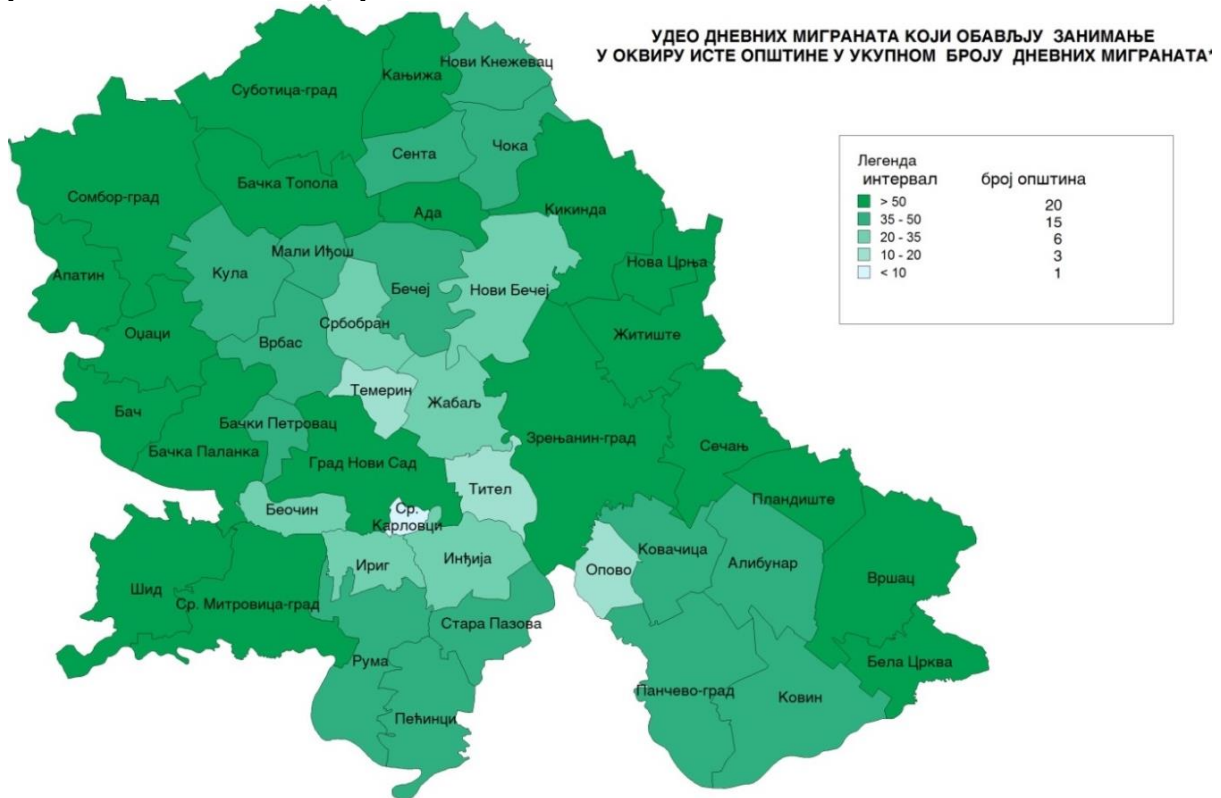 УДЕО ДНЕВНИХ МИГРАНАТА КОЈИ ОБАВЉЈУ ЗАНИМАЊЕ
У ОКВИРУ ИСТЕ ОПШТИНЕ У УКУПНОМ БРОЈУ ДНЕВНИХ МИГРАНАТА*
Легенда
интервал број општина
> 50 20
35 - 50 15
20 - 35 6
10 - 20 3
< 10 1
Нови Кнежевац
Кањижа
Суботица-град
Чока
Сента
Бачка Топола
Сомбор-град
Ада
Кикинда
Мали Иђош
Нова Црња
Апатин
Кула
Бечеј
Нови Бечеј
Србобран
Оџаци
Врбас
Житиште
Темерин
Жабаљ
Бач
Бачки Петровац
Зрењанин-град
Сечањ
Бачка Паланка
Град Нови Сад
Тител
Пландиште
Беочин
Ср.
Карловци
Ковачица
Инђија
Ириг
Опово
Алибунар
Вршац
Шид
Ср. Митровица-град
Стара Пазова
Рума
Бела Црква
Панчево-град
Ковин
Пећинци